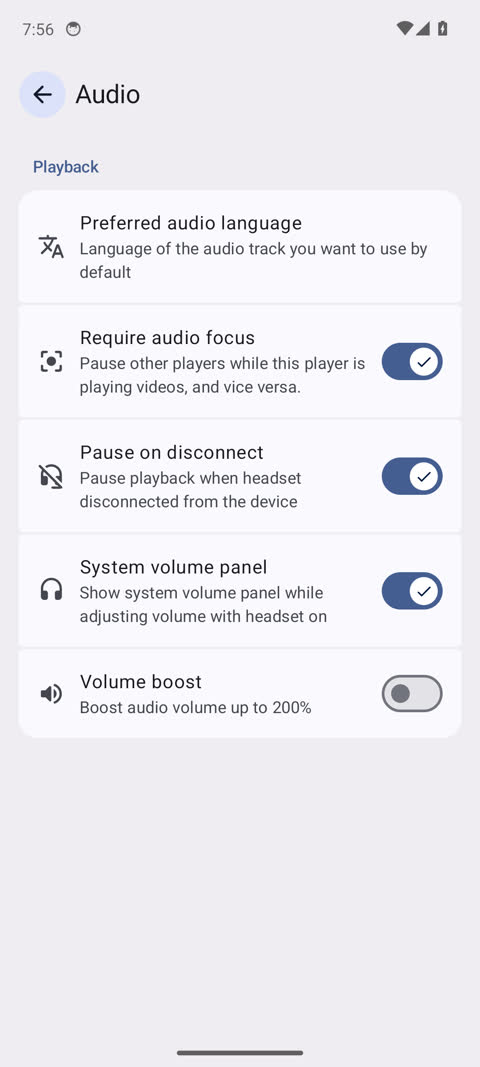 7:56
Audio
Playback
Preferred audio language
Language of the audio track you want to use by
default
Require audio focus
Pause other players while this player is
playing videos, and vice versa.
Pause on disconnect
Pause playback when headset
disconnected from the device
System volume panel
Show system volume panel while
adjusting volume with headset on
Volume boost
Boost audio volume up to 200%